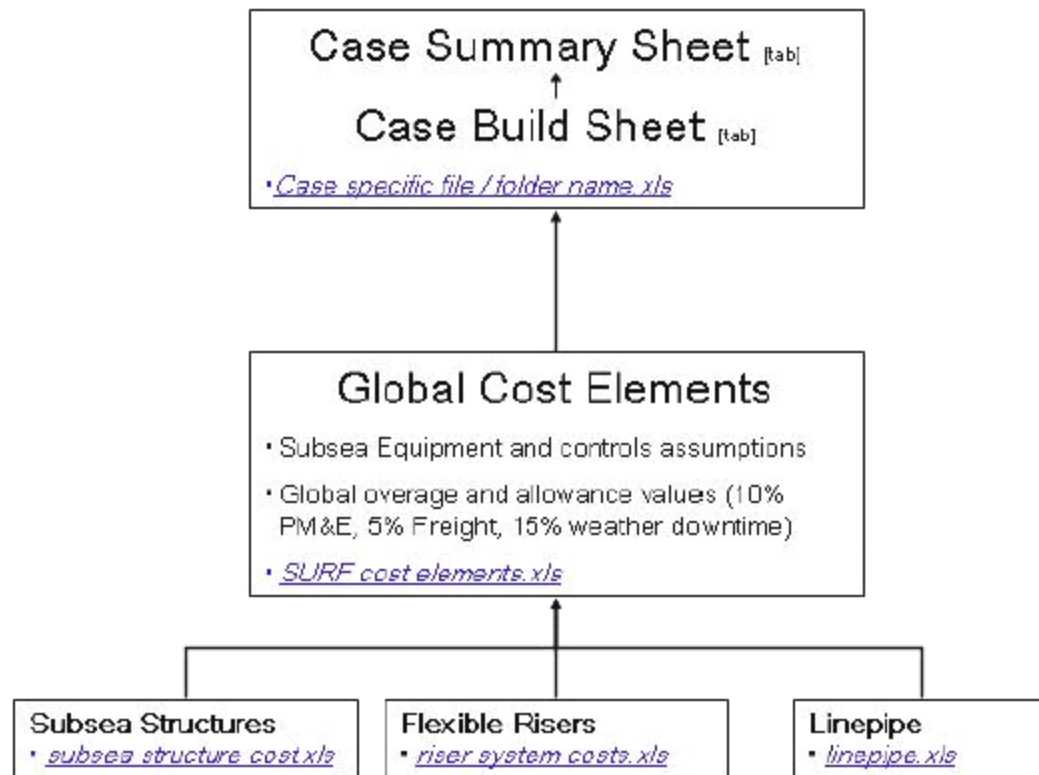 Case Summary Sheet [tab]
Case Build Sheet [tab]
• Case specific file / folder name.xls
Global Cost Elements
• Subsea Equipment and controls assumptions
• Global overage and allowance values (10%
PM&E, 5% Freight, 15% weather downtime)
• SURF cost elements.xls
Subsea Structures
• subsea structure cost.xls
Flexible Risers
• riser system costs.xls
Linepipe
• linepipe.xls